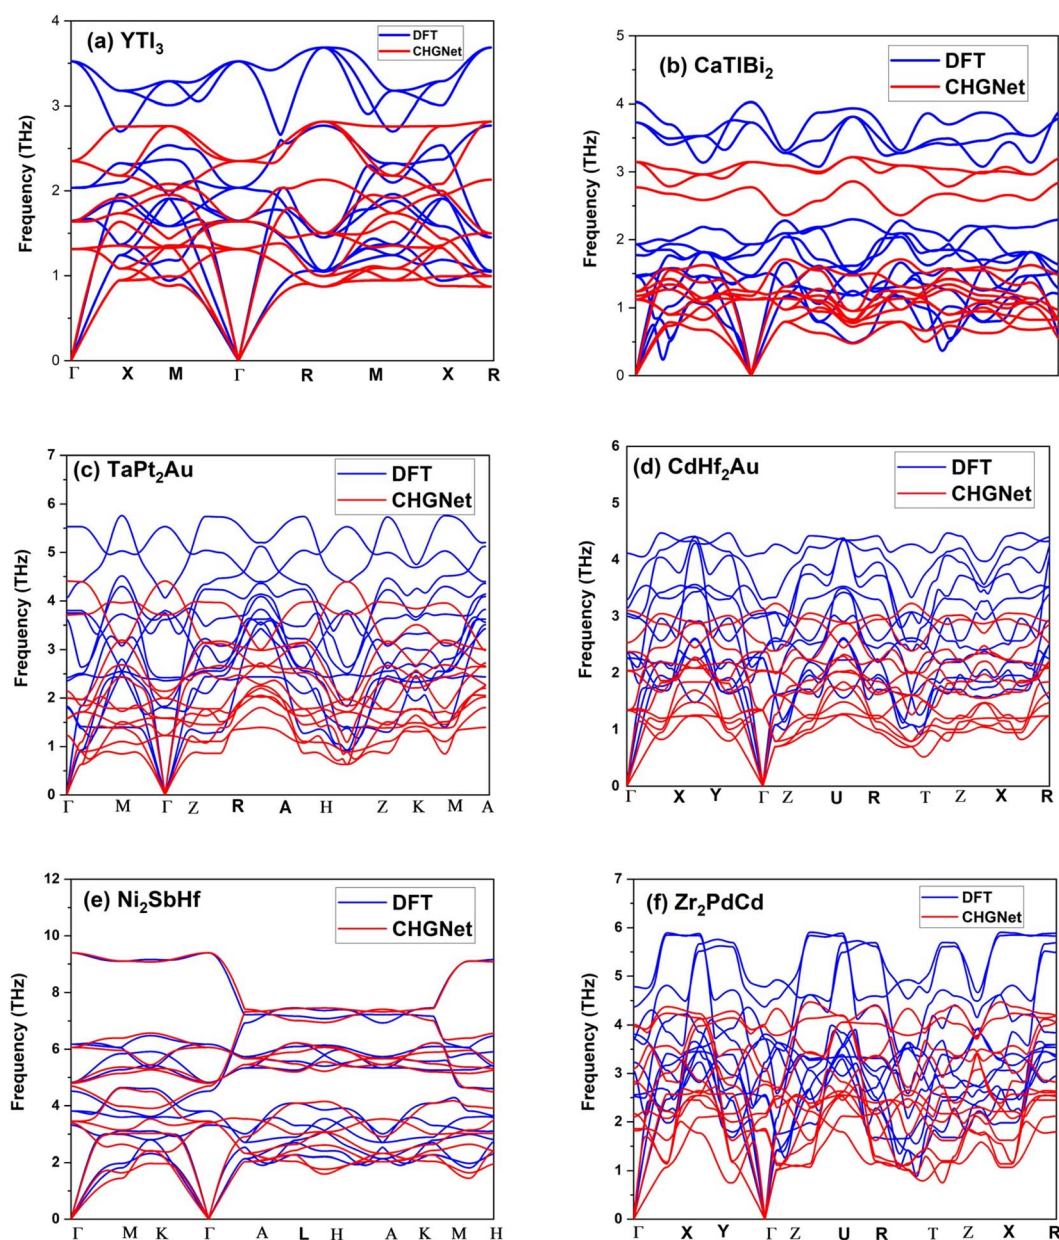 (a) YTl₃
DFT
CHGNet
Frequency (THz)
4
3
2
1
0
Γ X M Γ R M X R
(b) CaTlBi₂
DFT
CHGNet
Frequency (THz)
5
4
3
2
1
0
(c) TaPt₂Au
DFT
CHGNet
Frequency (THz)
7
6
5
4
3
2
1
0
Γ M Γ Z R A H Z K M A
(d) CdHf₂Au
DFT
CHGNet
Frequency (THz)
6
5
4
3
2
1
0
Γ X Y Γ Z U R T Z X R
(e) Ni₂SbHf
DFT
CHGNet
Frequency (THz)
12
10
8
6
4
2
0
Γ M K Γ A L H A K M H
(f) Zr₂PdCd
DFT
CHGNet
Frequency (THz)
7
6
5
4
3
2
1
0
Γ X Y Γ Z U R T Z X R